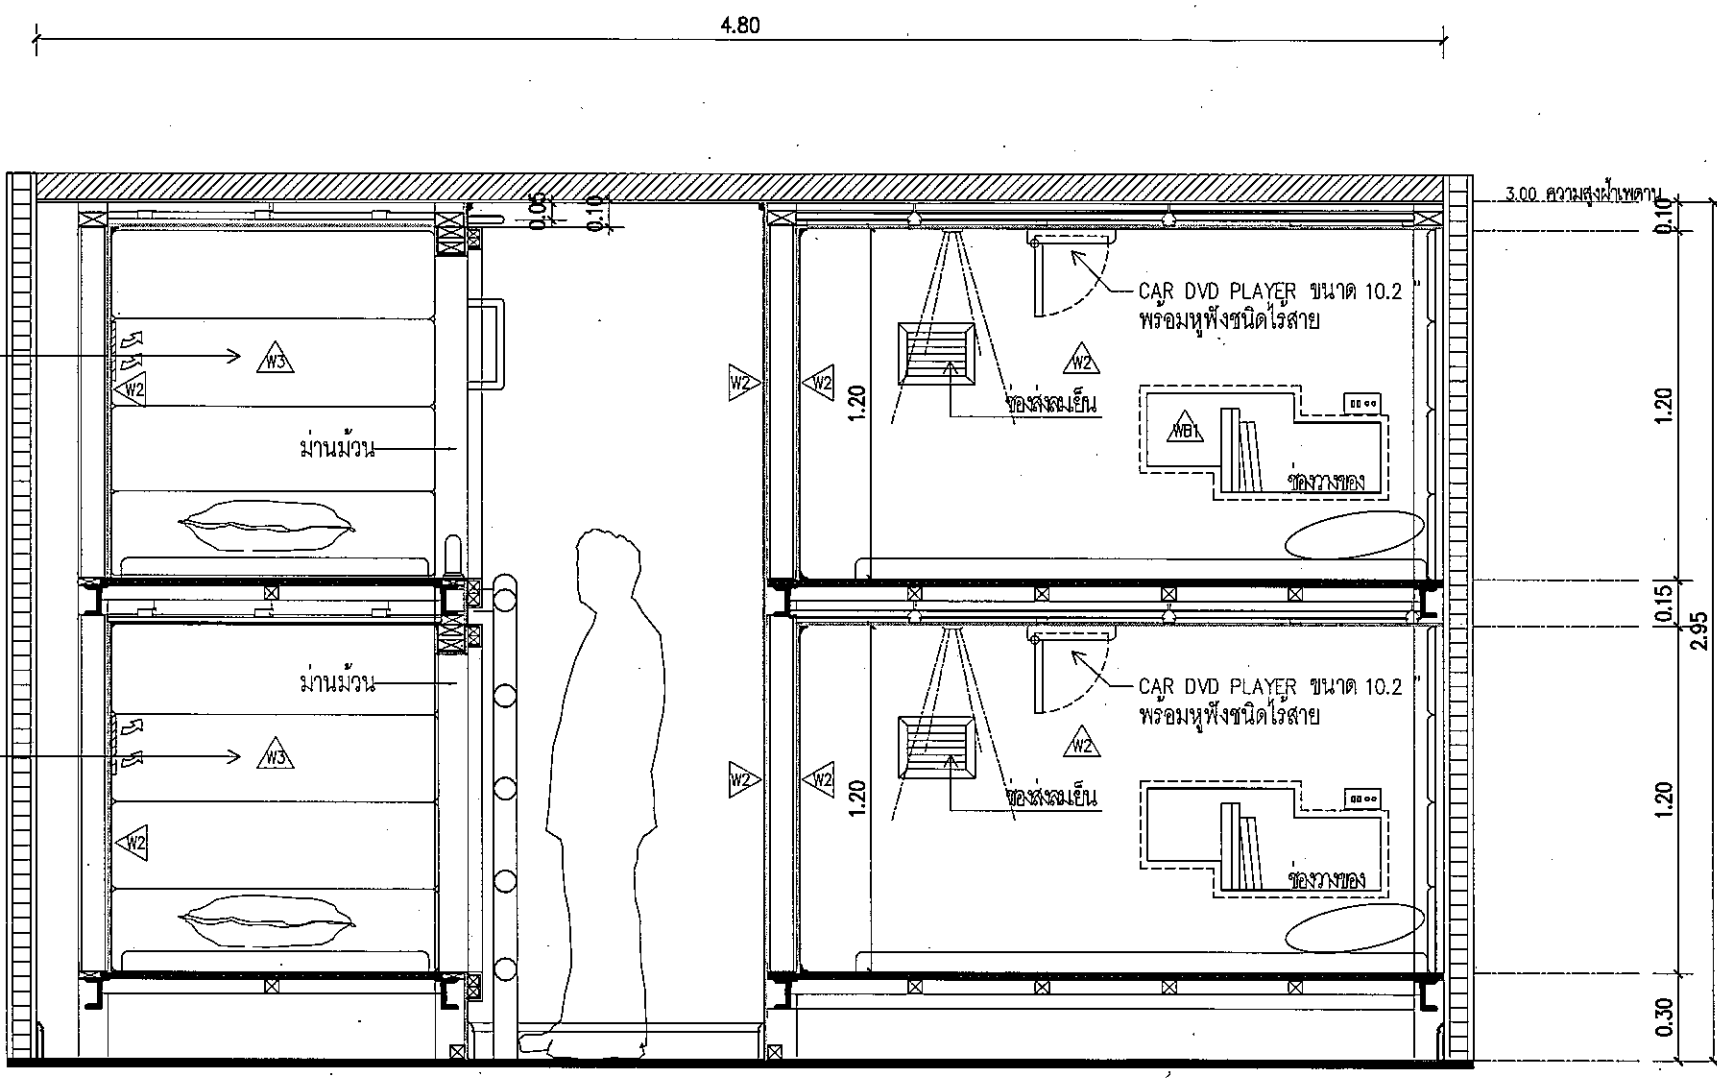 4.80
3.00 ความสูงฝ้าเพดาน
0.05
0.10
0.10
CAR DVD PLAYER ขนาด 10.2 "
พร้อมหูฟังชนิดไร้สาย
W3
W2
W2
W2
W2
1.20
1.20
ช่องส่งลมเย็น
WB1
ม่านม้วน
ช่องวางของ
0.15
2.95
ม่านม้วน
CAR DVD PLAYER ขนาด 10.2 "
พร้อมหูฟังชนิดไร้สาย
W3
W2
W2
W2
1.20
1.20
ช่องส่งลมเย็น
W2
ช่องวางของ
0.30